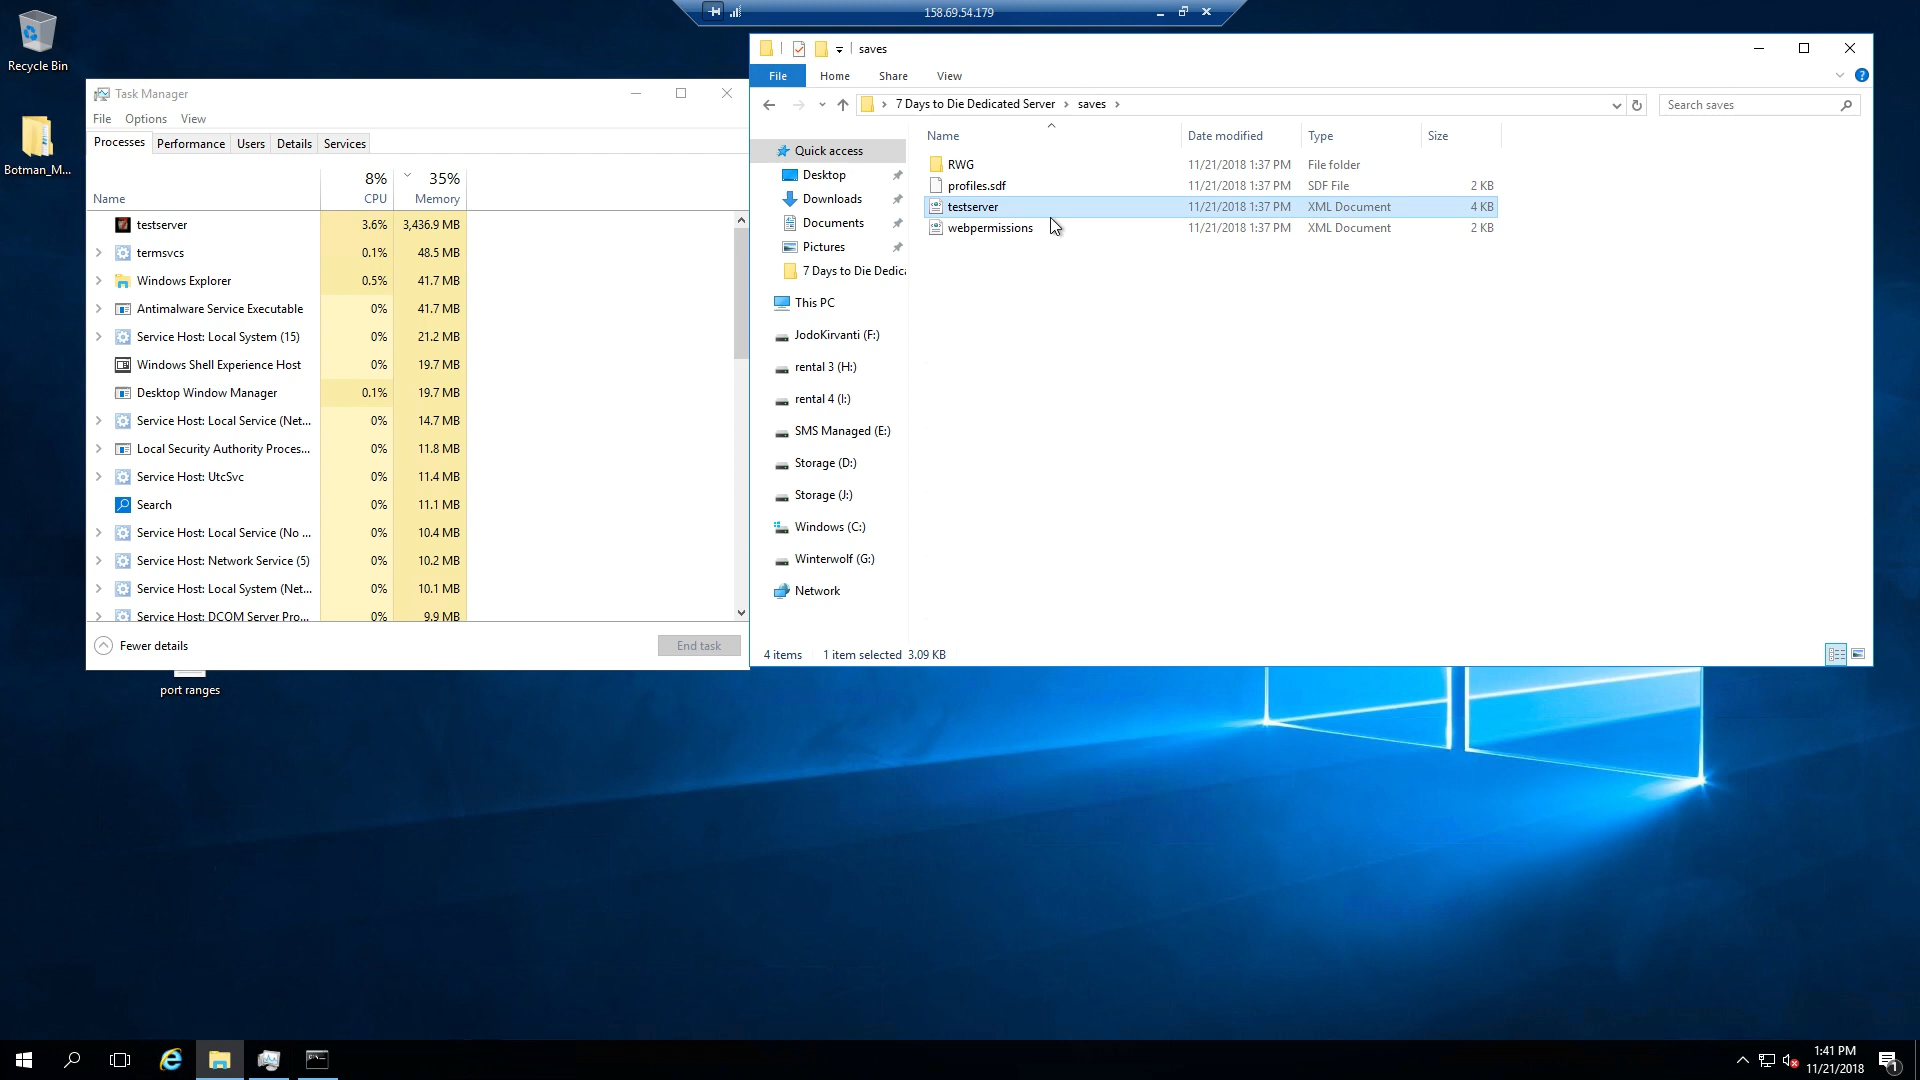 158.69.54.179
Recycle Bin
Botman_M...
port ranges
Task Manager
File Options View
Processes Performance Users Details Services
8% 35%
Name CPU Memory
testserver 3.6% 3,436.9 MB
termsvcs 0.1% 48.5 MB
Windows Explorer 0.5% 41.7 MB
Antimalware Service Executable 0% 41.7 MB
Service Host: Local System (15) 0% 21.2 MB
Windows Shell Experience Host 0% 19.7 MB
Desktop Window Manager 0.1% 19.7 MB
Service Host: Local Service (Net... 0% 14.7 MB
Local Security Authority Proces... 0% 11.8 MB
Service Host: UtcSvc 0% 11.4 MB
Search 0% 11.1 MB
Service Host: Local Service (No ... 0% 10.4 MB
Service Host: Network Service (5) 0% 10.2 MB
Service Host: Local System (Net... 0% 10.1 MB
Service Host: DCOM Server Pro... 0% 9.9 MB
Fewer details End task
saves
File Home Share View
7 Days to Die Dedicated Server saves Search saves
Quick access
Desktop
Downloads
Documents
Pictures
7 Days to Die Dedica
This PC
JodoKirvanti (F:)
rental 3 (H:)
rental 4 (I:)
SMS Managed (E:)
Storage (D:)
Storage (J:)
Windows (C:)
Winterwolf (G:)
Network
Name Date modified Type Size
RWG 11/21/2018 1:37 PM File folder
profiles.sdf 11/21/2018 1:37 PM SDF File 2 KB
testserver 11/21/2018 1:37 PM XML Document 4 KB
webpermissions 11/21/2018 1:37 PM XML Document 2 KB
4 items 1 item selected 3.09 KB
1:41 PM
11/21/2018
1